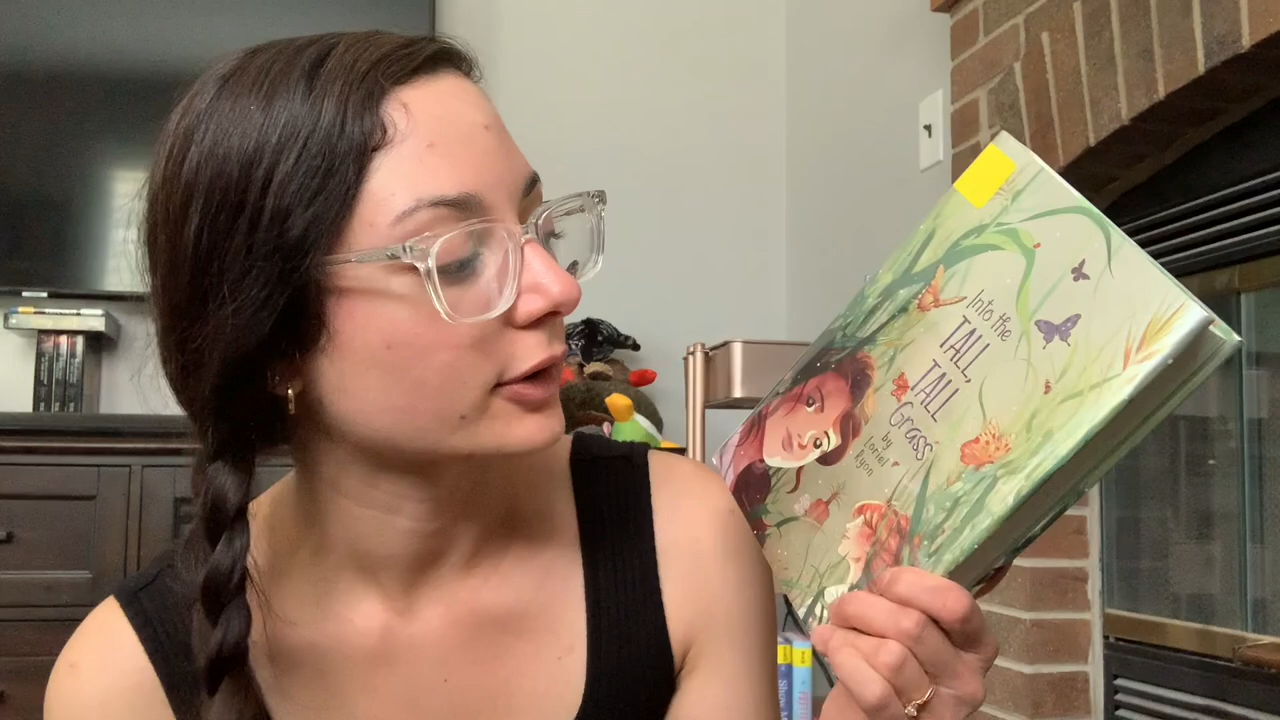 Into the
TALL,
TALL
Grass
by
Loriel
Ryon